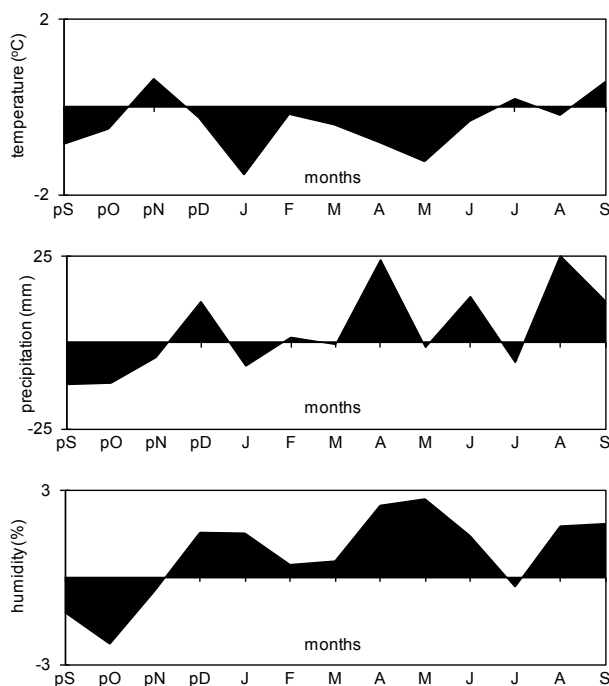 temperature (ºC)
2
-2
months
pS pO pN pD J F M A M J J A S
precipitation (mm)
25
-25
months
pS pO pN pD J F M A M J J A S
humidity (%)
3
-3
months
pS pO pN pD J F M A M J J A S